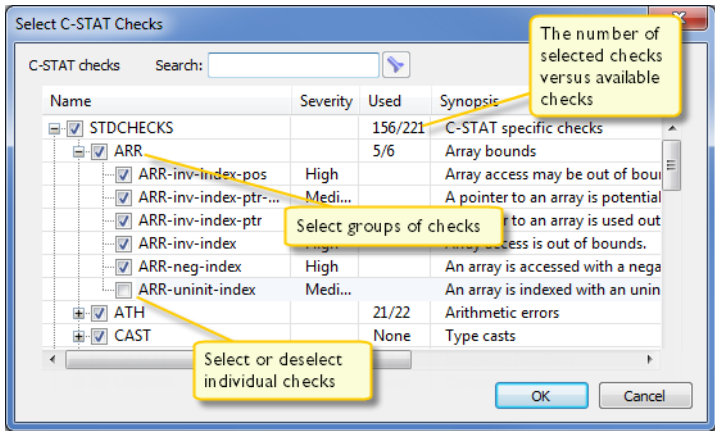 Select C-STAT Checks
The number of
selected checks
versus available
checks
C-STAT checks Search:
Name Severity Used Synopsis
STDCHECKS 156/221 C-STAT specific checks
ARR 5/6 Array bounds
ARR-inv-index-pos High Array access may be out of boun
ARR-inv-index-ptr-... Medi... A pointer to an array is potential
ARR-inv-index-ptr to an array is used out
Select groups of checks
ARR-inv-index High Array access is out of bounds.
ARR-neg-index High An array is accessed with a nega
ARR-uninit-index Medi... An array is indexed with an unin
ATH 21/22 Arithmetic errors
CAST None Type casts
Select or deselect
individual checks
OK Cancel